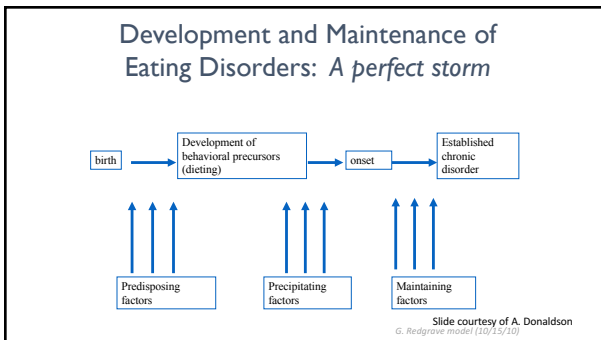 Development and Maintenance of
Eating Disorders: A perfect storm
birth
Development of
behavioral precursors
(dieting)
onset
Established
chronic
disorder
Predisposing
factors
Precipitating
factors
Maintaining
factors
Slide courtesy of A. Donaldson
G. Redgrave model (10/15/10)